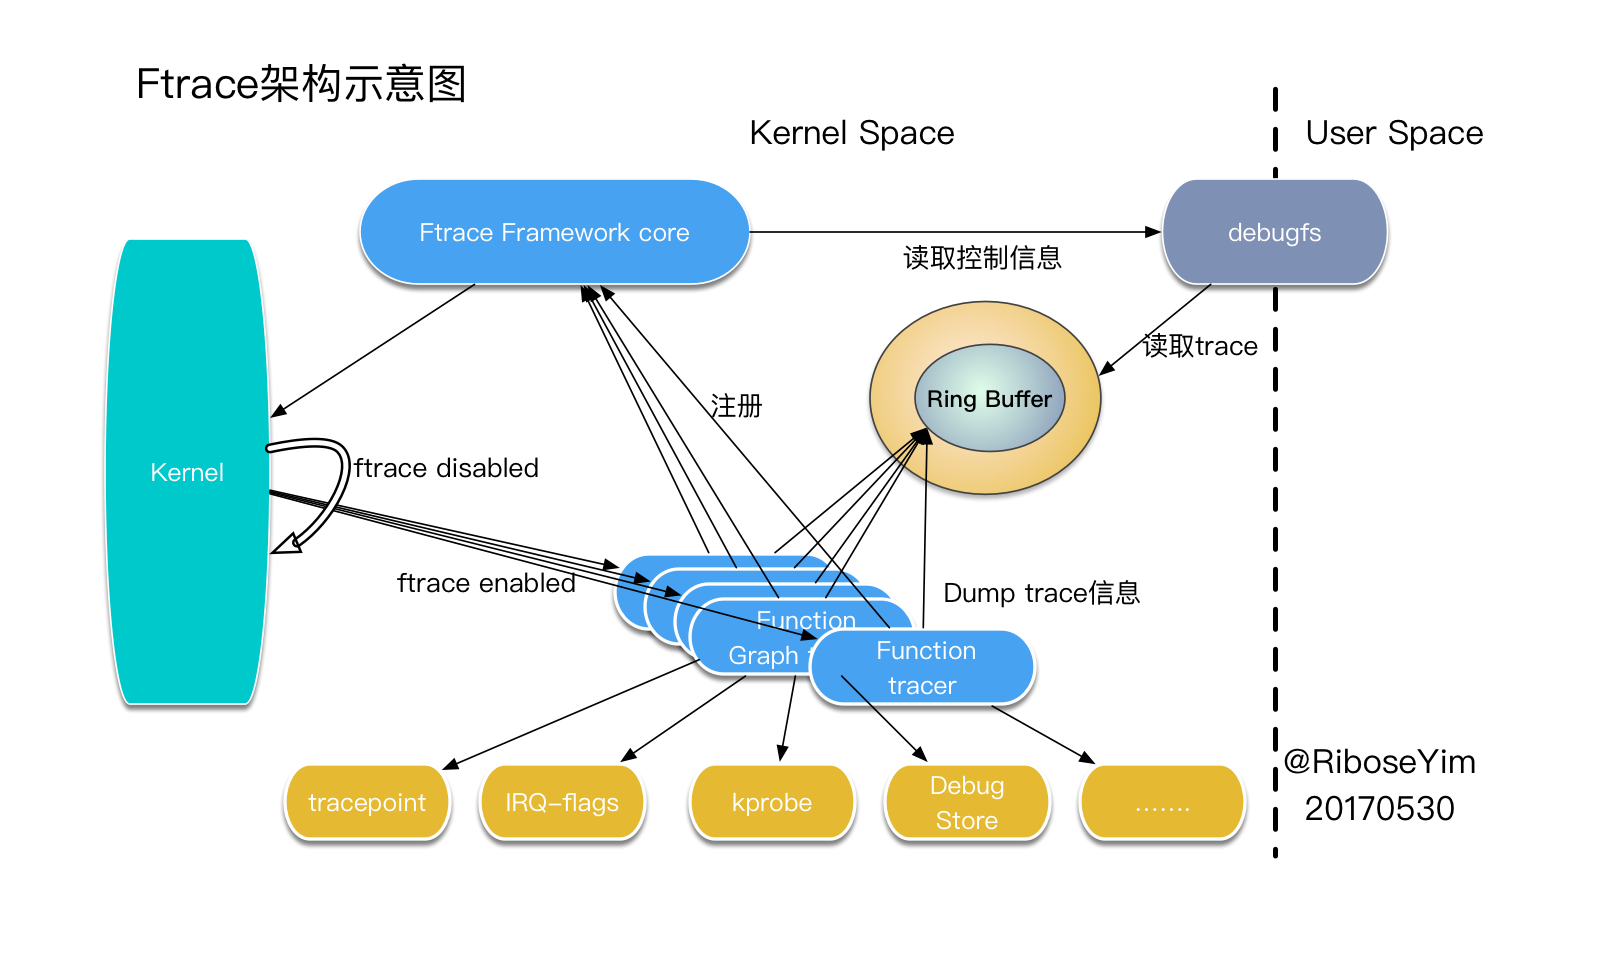 Ftrace架构示意图
Kernel Space
User Space
Ftrace Framework core
debugfs
读取控制信息
读取trace
Ring Buffer
注册
Kernel
ftrace disabled
ftrace enabled
Dump trace信息
Function
Graph
Function
tracer
tracepoint
IRQ-flags
kprobe
Debug
Store
.......
@RiboseYim
20170530